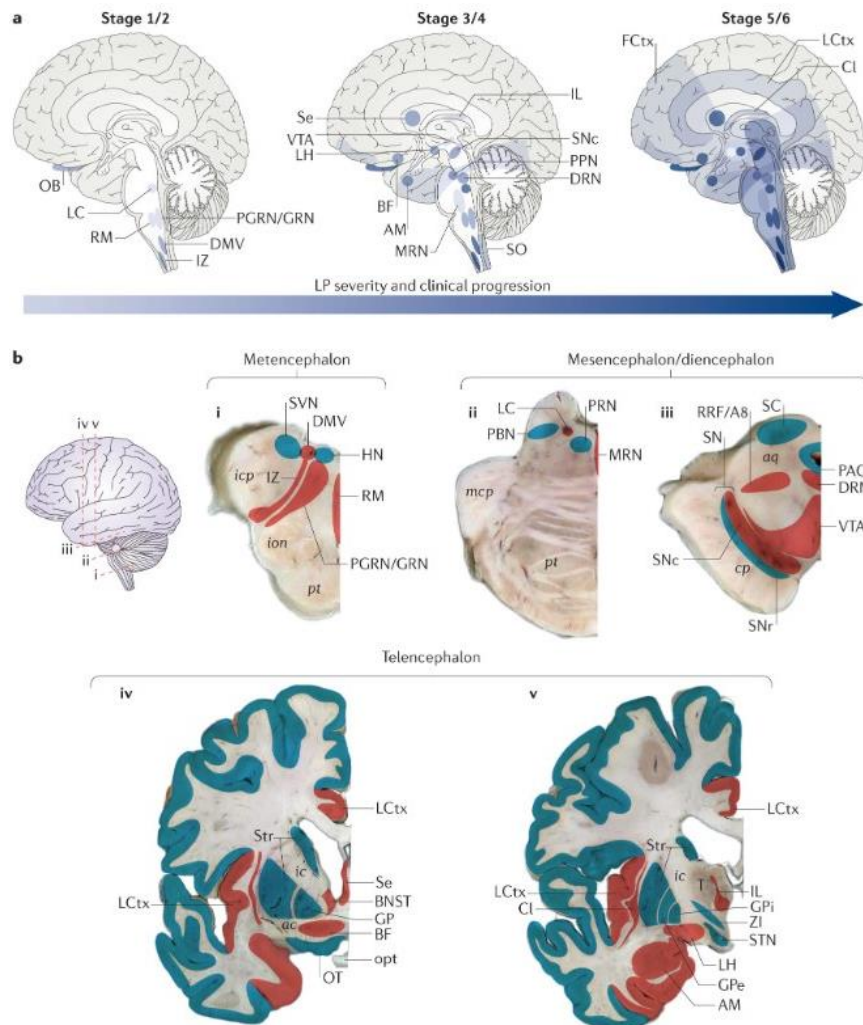 a
Stage 1/2
Stage 3/4
Stage 5/6
OB
LC
RM
PGRN/GRN
DMV
IZ
Se
VTA
LH
BF
AM
MRN
IL
SNc
PPN
DRN
SO
FCtx
LCtx
Cl
LP severity and clinical progression
b
Metencephalon
Mesencephalon/diencephalon
iv v
iii
ii
i
i
SVN
DMV
HN
icp
IZ
RM
ion
PGRN/GRN
pt
ii
LC
PRN
PBN
MRN
mcp
pt
iii
RRF/A8
SC
SN
aq
PAG
DRN
VTA
SNc
cp
SNr
Telencephalon
iv
LCtx
Str
ic
Se
LCtx
BNST
GP
ac
BF
opt
OT
v
LCtx
Str
ic
LCtx
T
IL
Cl
GPi
ZI
STN
LH
GPe
AM